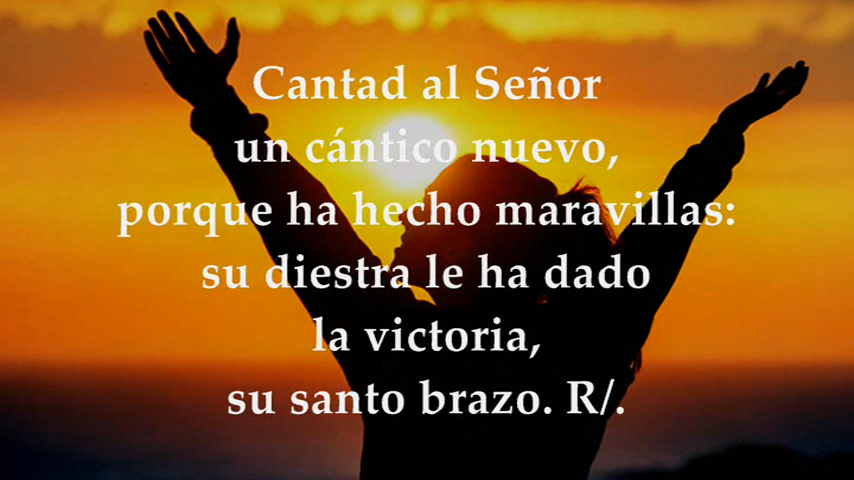 Cantad al Señor
un cántico nuevo,
porque ha hecho maravillas:
su diestra le ha dado
la victoria,
su santo brazo. R/.